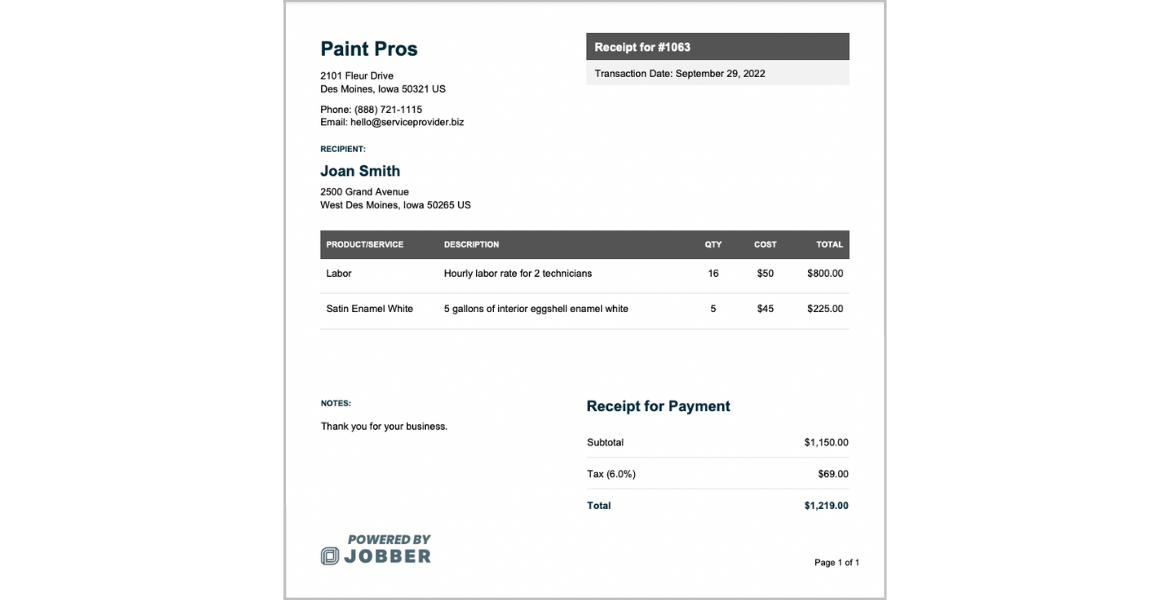 Paint Pros
2101 Fleur Drive
Des Moines, Iowa 50321 US
Phone: (888) 721-1115
Email: hello@serviceprovider.biz
Receipt for #1063
Transaction Date: September 29, 2022
RECIPIENT:
Joan Smith
2500 Grand Avenue
West Des Moines, Iowa 50265 US
PRODUCT/SERVICE DESCRIPTION QTY COST TOTAL
Labor Hourly labor rate for 2 technicians 16 $50 $800.00
Satin Enamel White 5 gallons of interior eggshell enamel white 5 $45 $225.00
NOTES:
Thank you for your business.
Receipt for Payment
Subtotal $1,150.00
Tax (6.0%) $69.00
Total $1,219.00
POWERED BY
JOBBER
Page 1 of 1